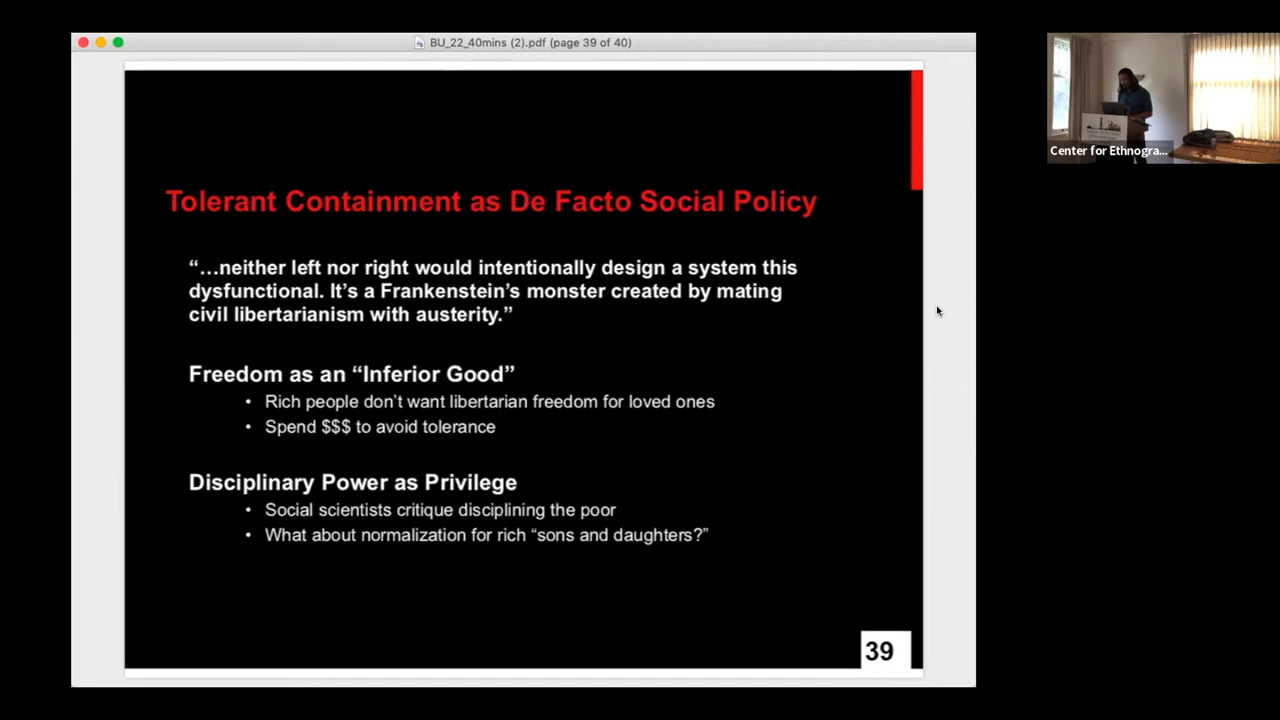 BU_22_40mins (2).pdf (page 39 of 40)
Tolerant Containment as De Facto Social Policy
“…neither left nor right would intentionally design a system this
dysfunctional. It’s a Frankenstein’s monster created by mating
civil libertarianism with austerity.”
Freedom as an “Inferior Good”
• Rich people don’t want libertarian freedom for loved ones
• Spend $$$ to avoid tolerance
Disciplinary Power as Privilege
• Social scientists critique disciplining the poor
• What about normalization for rich “sons and daughters?”
39
Center for Ethnogra...